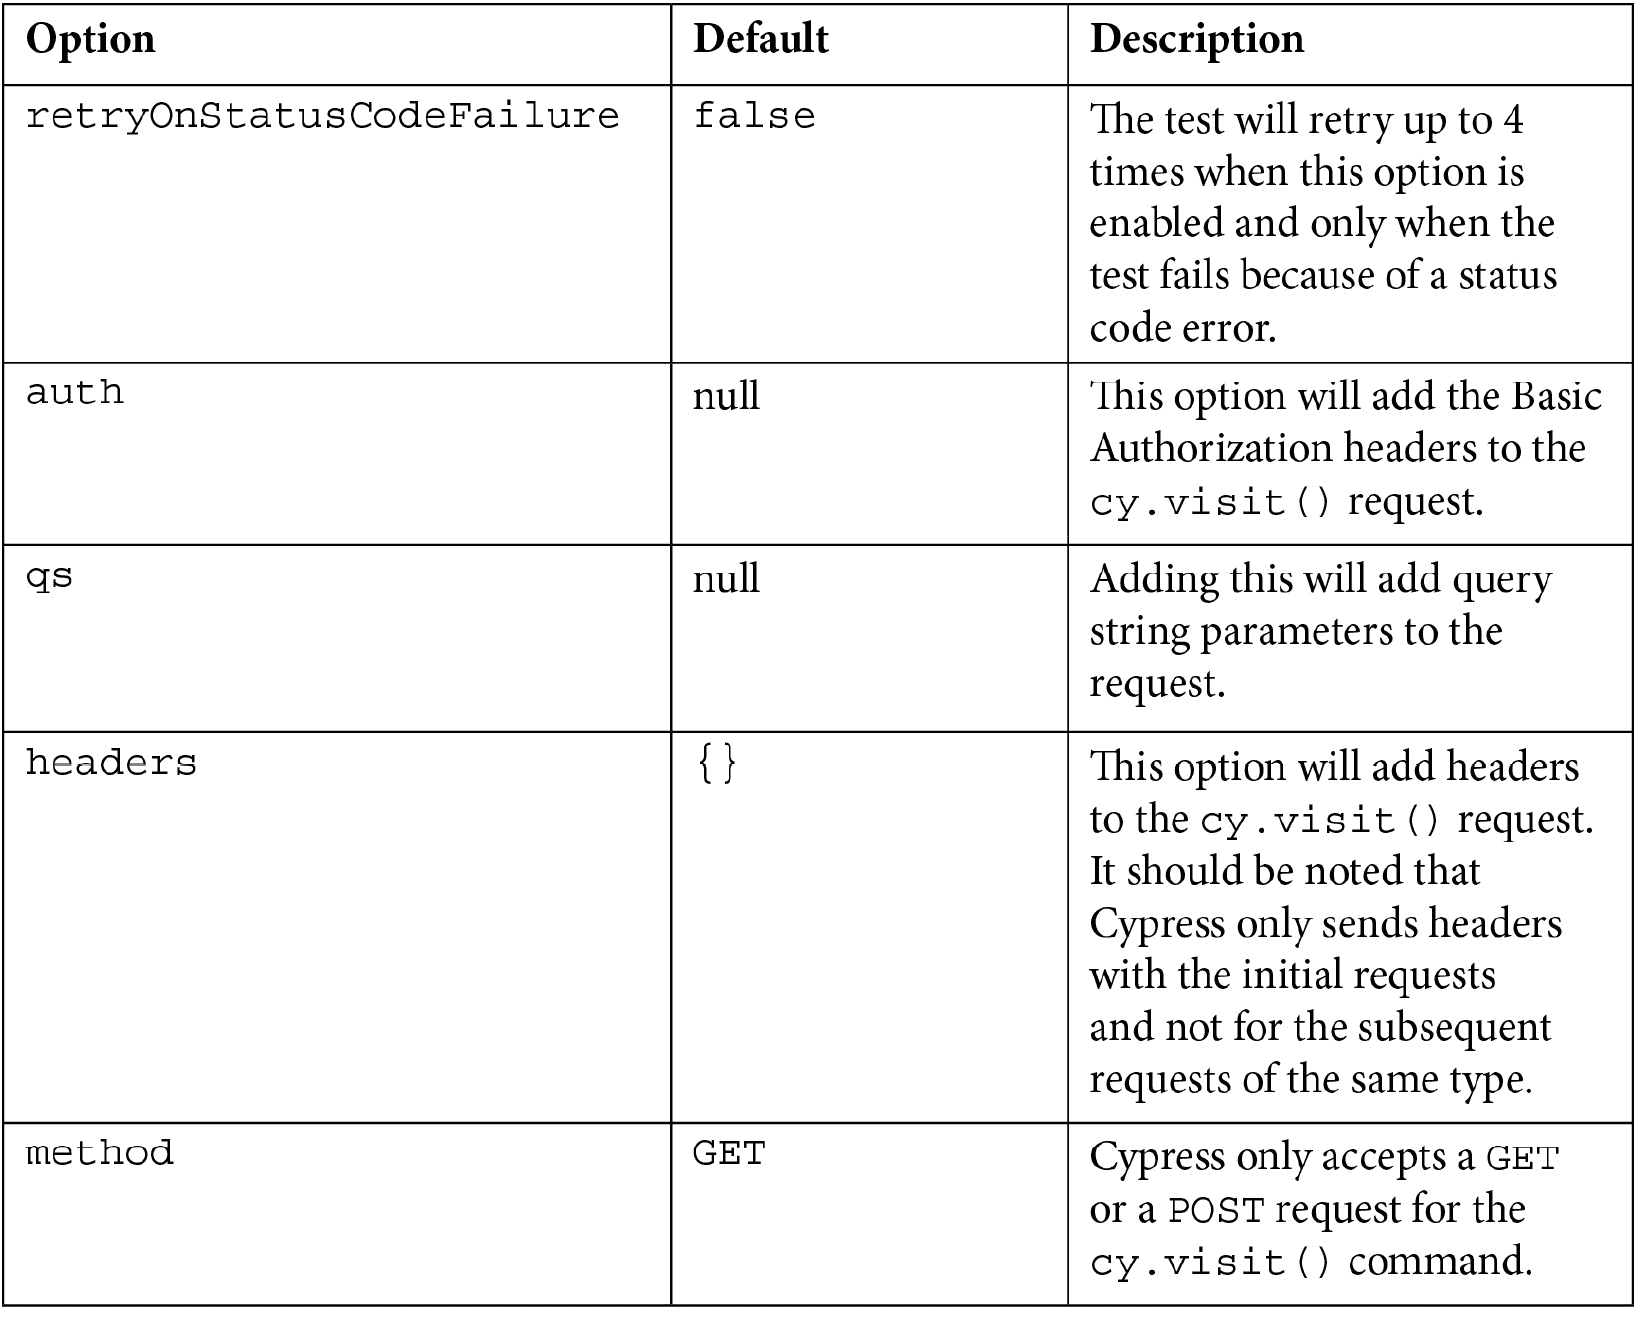 Option Default Description
retryOnStatusCodeFailure false The test will retry up to 4
times when this option is
enabled and only when the
test fails because of a status
code error.
auth null This option will add the Basic
Authorization headers to the
cy.visit() request.
qs null Adding this will add query
string parameters to the
request.
headers {} This option will add headers
to the cy.visit() request.
It should be noted that
Cypress only sends headers
with the initial requests
and not for the subsequent
requests of the same type.
method GET Cypress only accepts a GET
or a POST request for the
cy.visit() command.